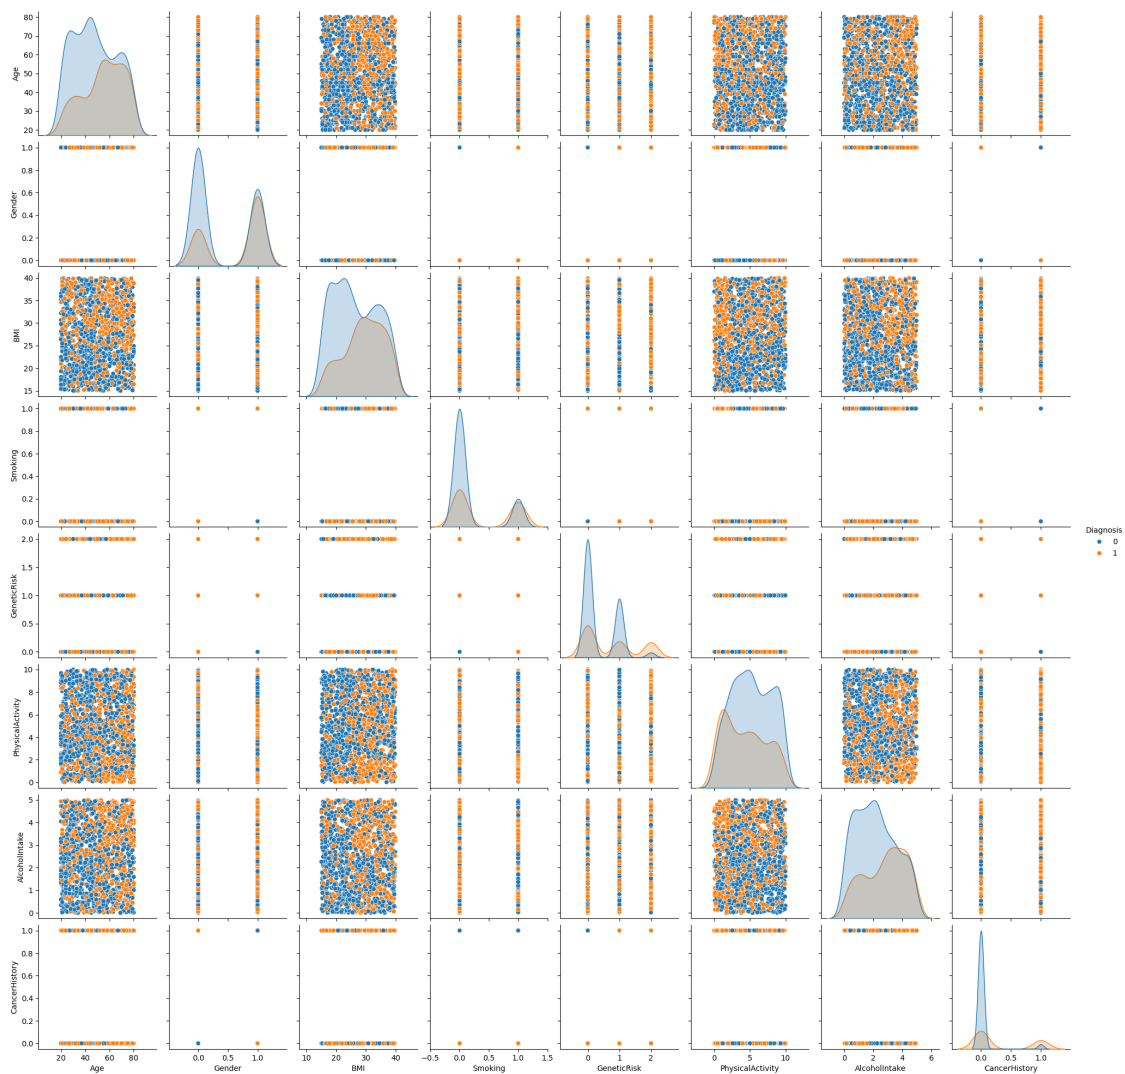 80
70
60
50
40
30
20
Age
1.0
0.8
0.6
0.4
0.2
0.0
Gender
40
35
30
25
20
15
BMI
1.0
0.8
0.6
0.4
0.2
0.0
Smoking
2.0
1.5
1.0
0.5
0.0
GeneticRisk
Diagnosis
0
1
10
8
6
4
2
0
PhysicalActivity
5
4
3
2
1
0
AlcoholIntake
1.0
0.8
0.6
0.4
0.2
0.0
CancerHistory
20 40 60 80
Age
0.0 0.5 1.0
Gender
10 20 30 40
BMI
−0.5 0.0 0.5 1.0 1.5
Smoking
0 1 2
GeneticRisk
0 5 10
PhysicalActivity
0 2 4 6
AlcoholIntake
0.0 0.5 1.0
CancerHistory